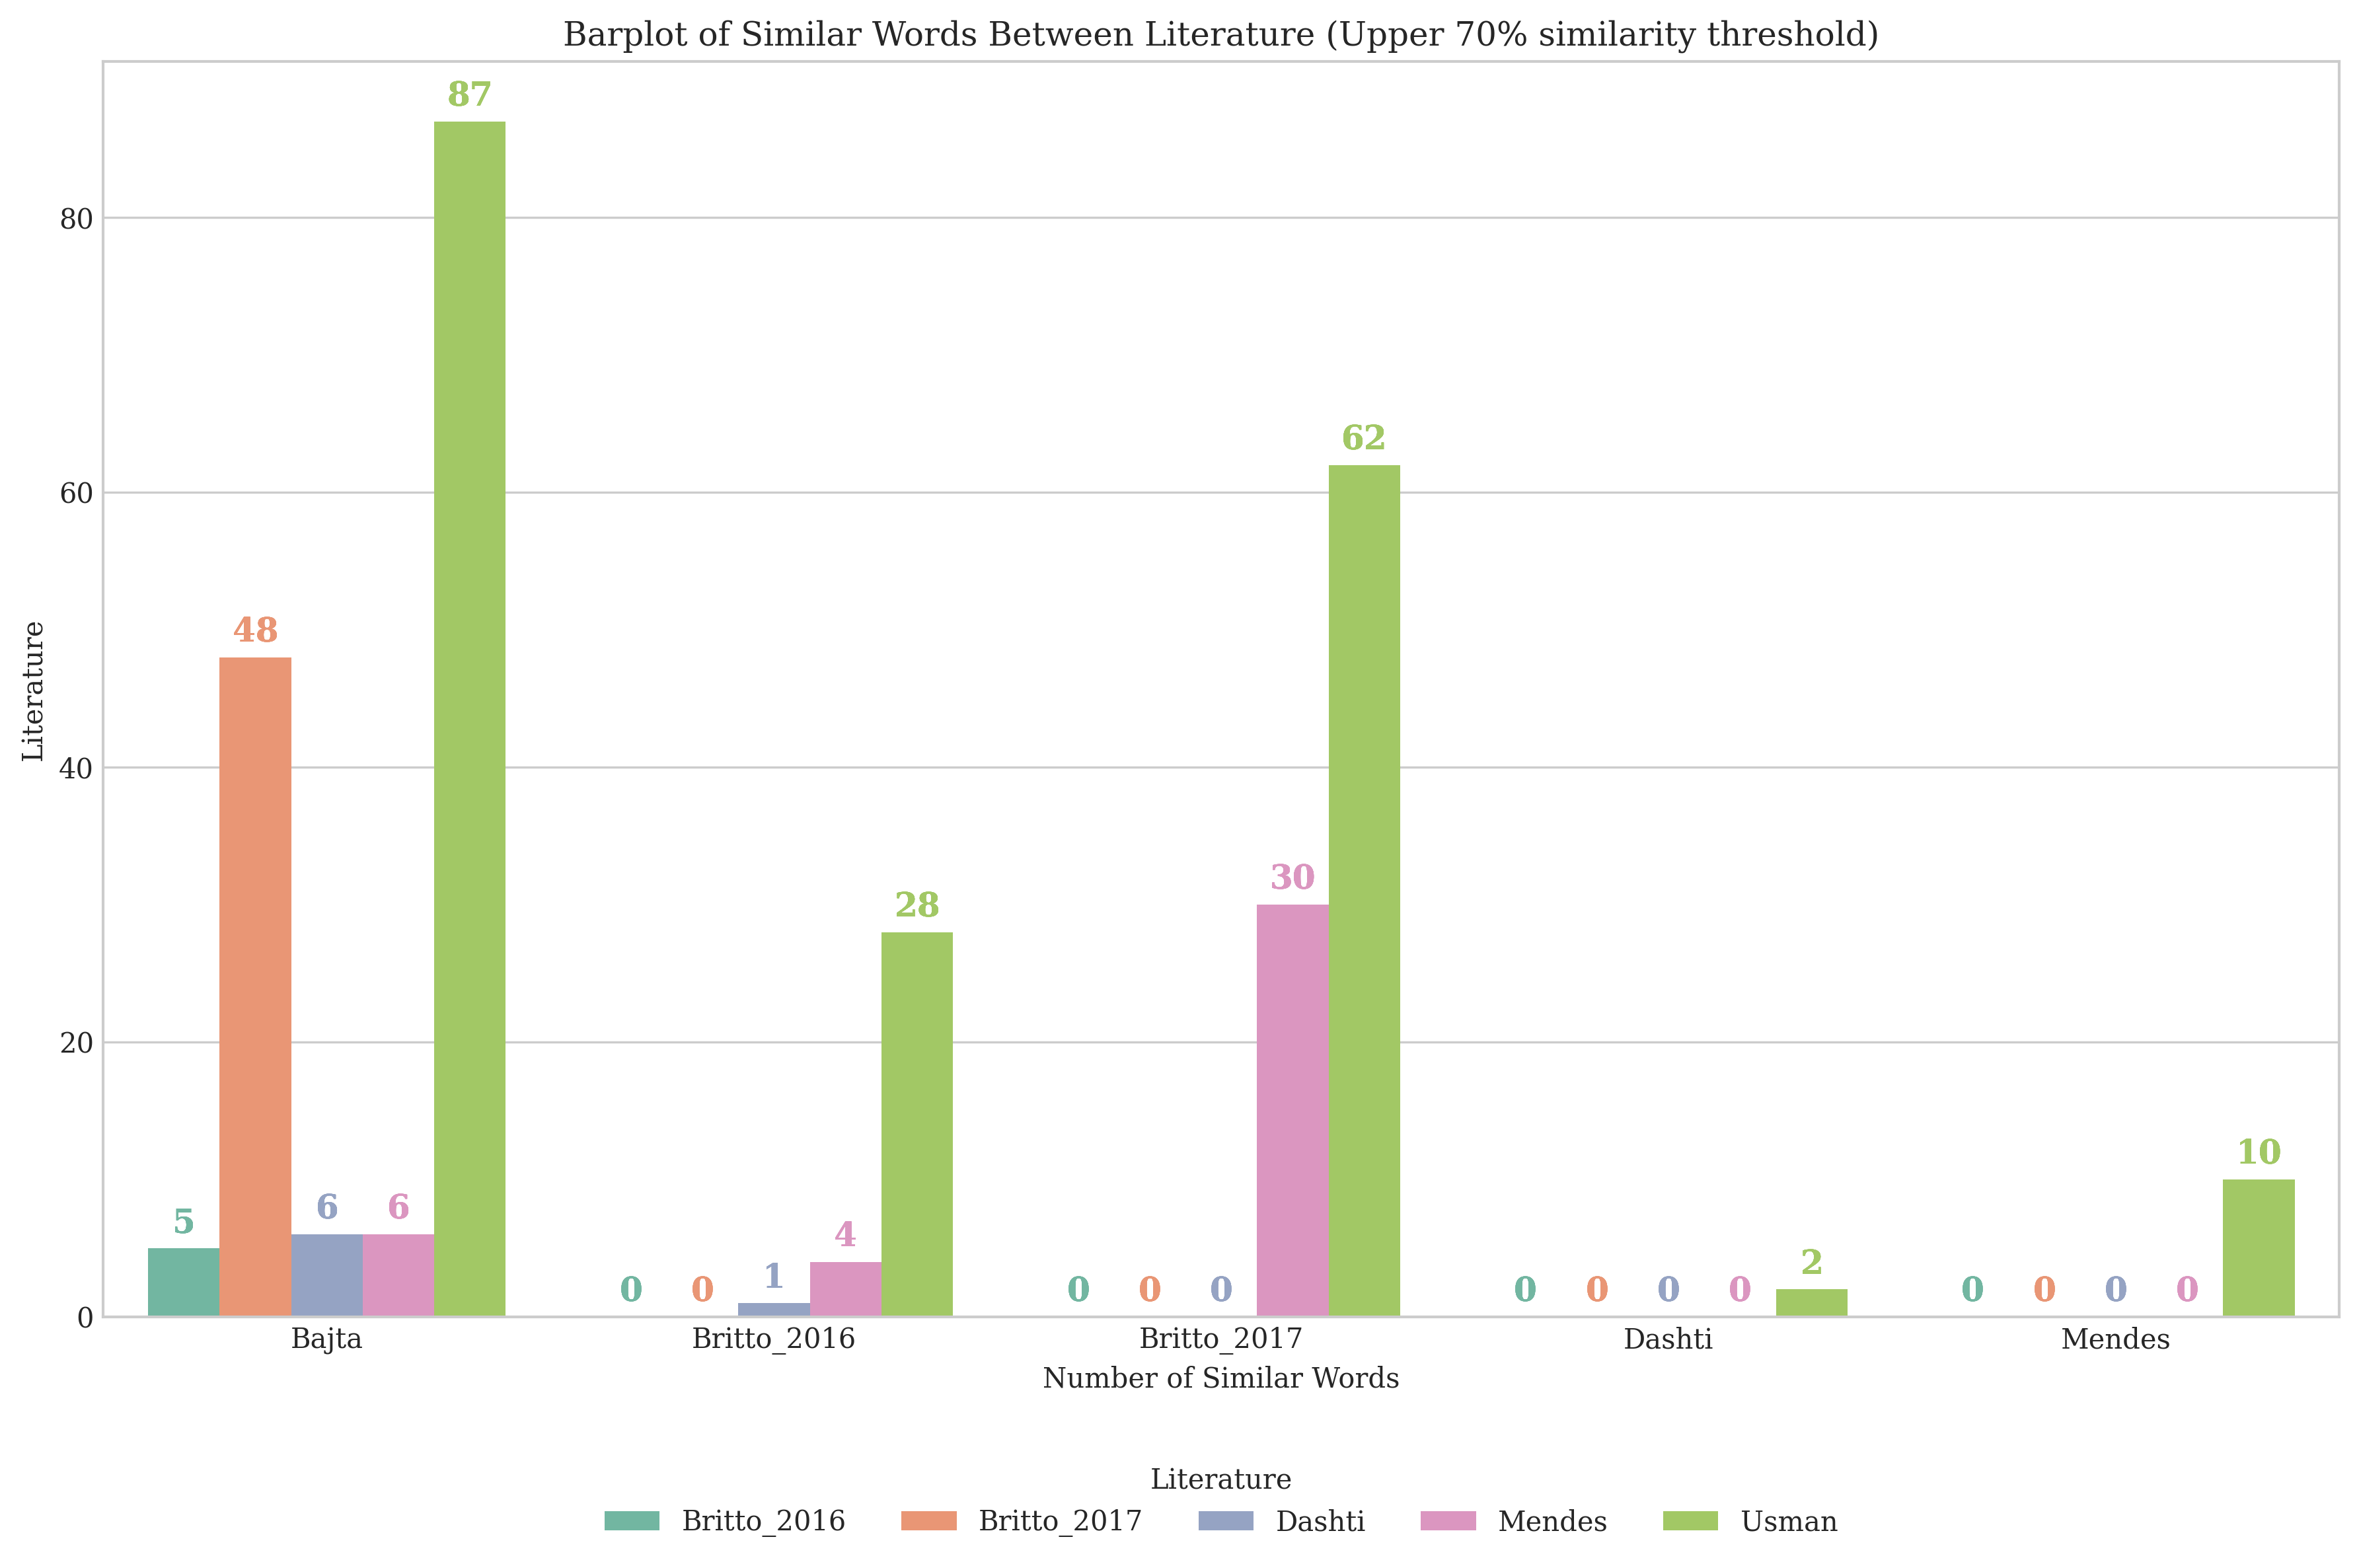 Barplot of Similar Words Between Literature (Upper 70% similarity threshold)
87
80
62
60
48
Literature
40
30
28
20
10
5
6
6
4
2
0
0
1
0
0
0
0
0
0
0
0
0
0
0
0
Bajta
Britto_2016
Britto_2017
Dashti
Mendes
Number of Similar Words
Literature
Britto_2016
Britto_2017
Dashti
Mendes
Usman